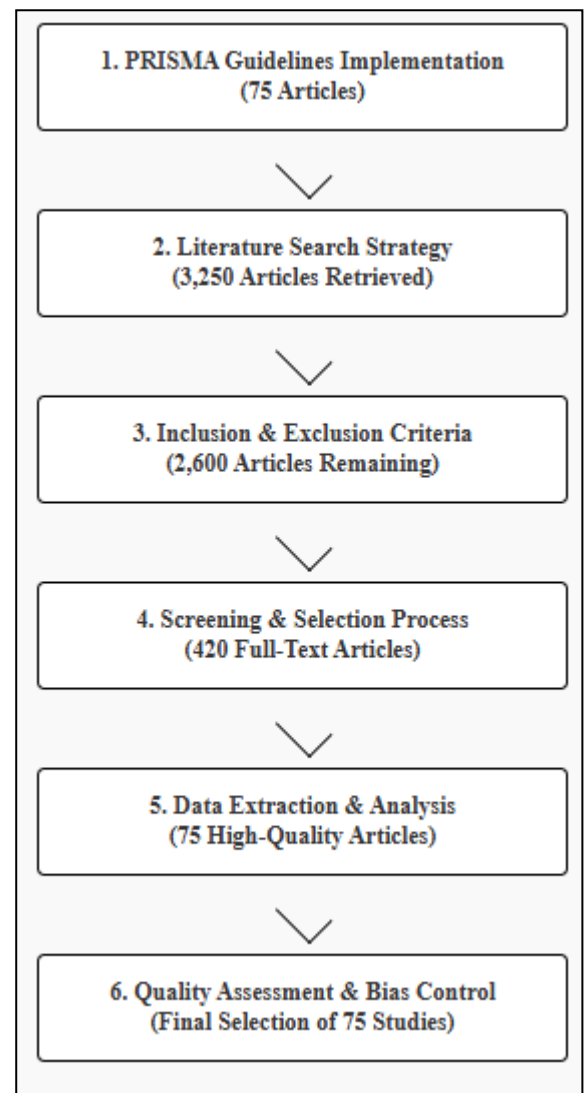 1. PRISMA Guidelines Implementation
(75 Articles)
2. Literature Search Strategy
(3,250 Articles Retrieved)
3. Inclusion & Exclusion Criteria
(2,600 Articles Remaining)
4. Screening & Selection Process
(420 Full-Text Articles)
5. Data Extraction & Analysis
(75 High-Quality Articles)
6. Quality Assessment & Bias Control
(Final Selection of 75 Studies)